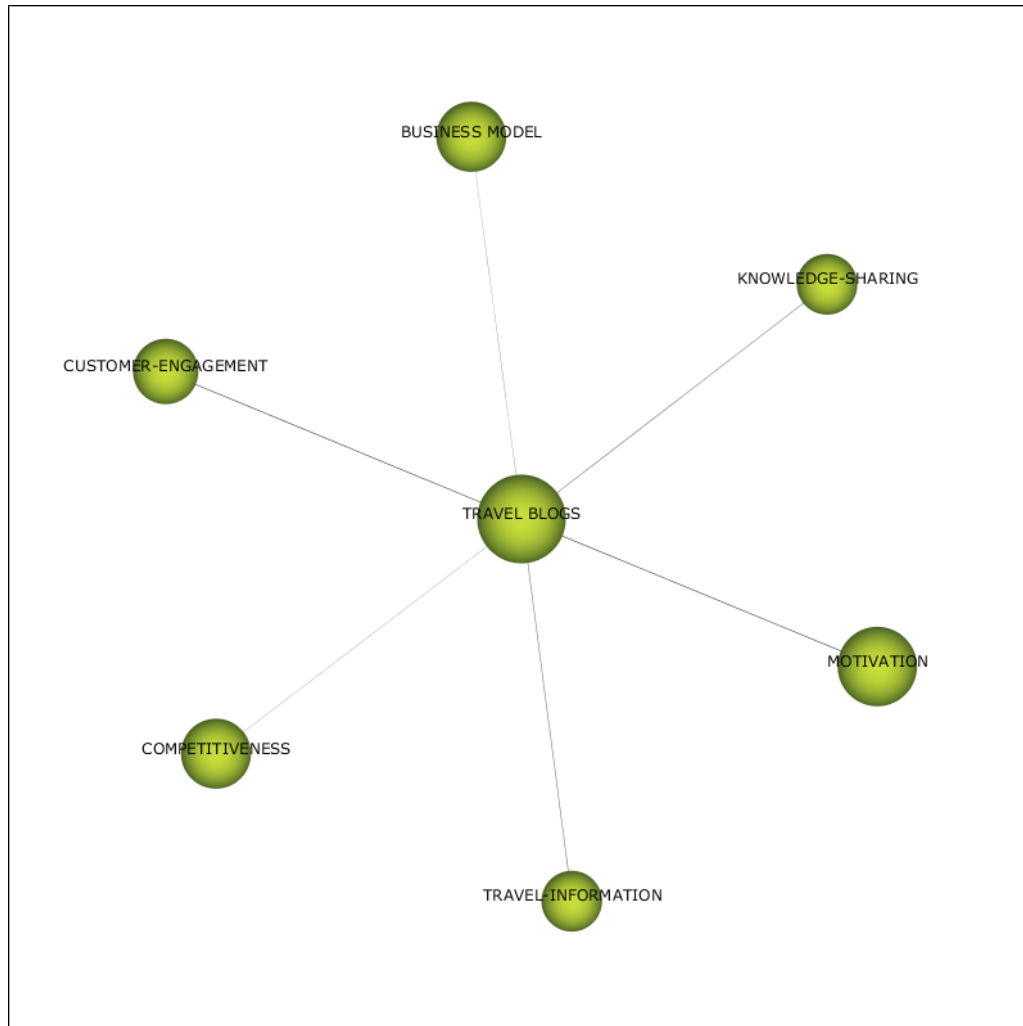 BUSINESS MODEL
KNOWLEDGE-SHARING
CUSTOMER-ENGAGEMENT
TRAVEL BLOGS
MOTIVATION
COMPETITIVENESS
TRAVEL-INFORMATION